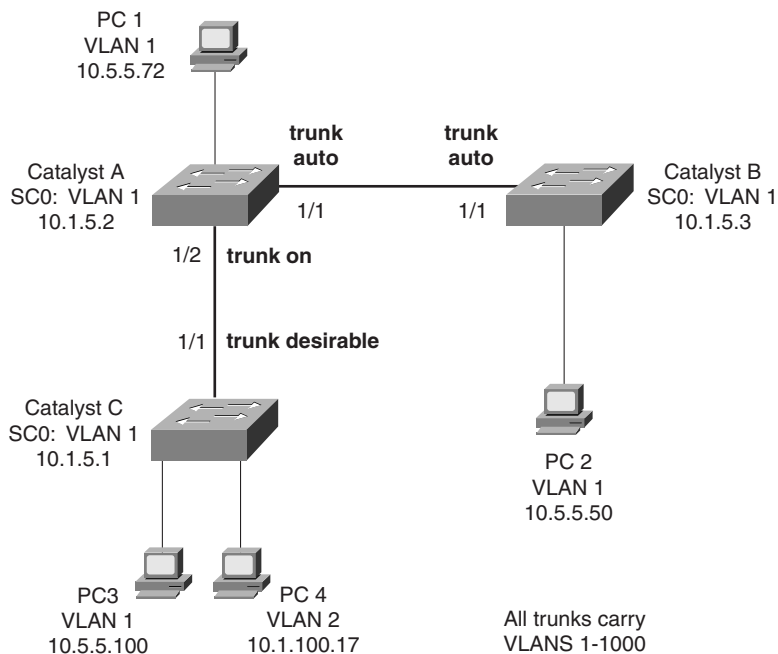 PC 1
VLAN 1
10.5.5.72
trunk
auto
trunk
auto
Catalyst A
SC0: VLAN 1
10.1.5.2
Catalyst B
SC0: VLAN 1
10.1.5.3
1/1
1/1
1/2
trunk on
1/1
trunk desirable
Catalyst C
SC0: VLAN 1
10.1.5.1
PC 2
VLAN 1
10.5.5.50
PC3
VLAN 1
10.5.5.100
PC 4
VLAN 2
10.1.100.17
All trunks carry
VLANS 1-1000